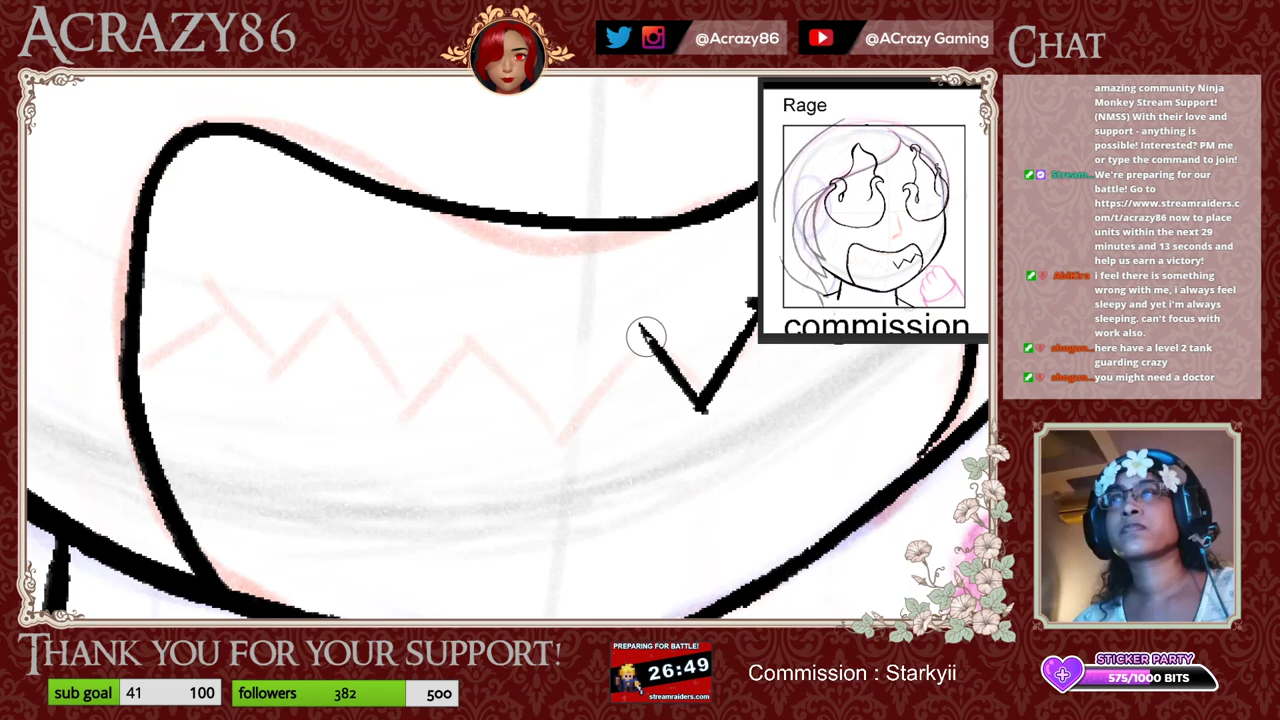 ACRAZY86
@Acrazy86
@ACrazy Gaming
CHAT
Rage
commission
amazing community Ninja
Monkey Stream Support!
(NMSS) With their love and
support - anything is
possible! Interested? PM me
or type the command to join!
Stream... We're preparing for our
battle! Go to
https://www.streamraiders.c
om/t/acrazy86 now to place
units within the next 29
minutes and 13 seconds and
help us earn a victory!
AbiKira i feel there is something
wrong with me, i always feel
sleepy and yet i'm always
sleeping. can't focus with
work also.
shogun... here have a level 2 tank
guarding crazy
shogun... you might need a doctor
THANK YOU FOR YOUR SUPPORT!
sub goal 41 100
followers 382 500
PREPARING FOR BATTLE!
26:49
streamraiders.com
Commission : Starkyii
STICKER PARTY
575/1000 BITS